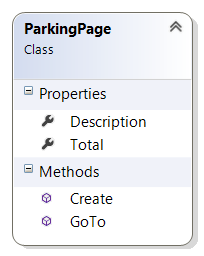 ParkingPage
Class
Properties
Description
Total
Methods
Create
GoTo